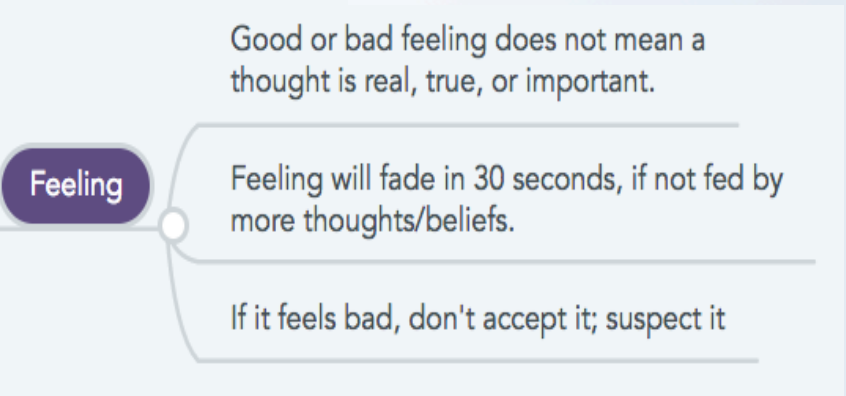 Good or bad feeling does not mean a
thought is real, true, or important.
Feeling
Feeling will fade in 30 seconds, if not fed by
more thoughts/beliefs.
If it feels bad, don't accept it; suspect it